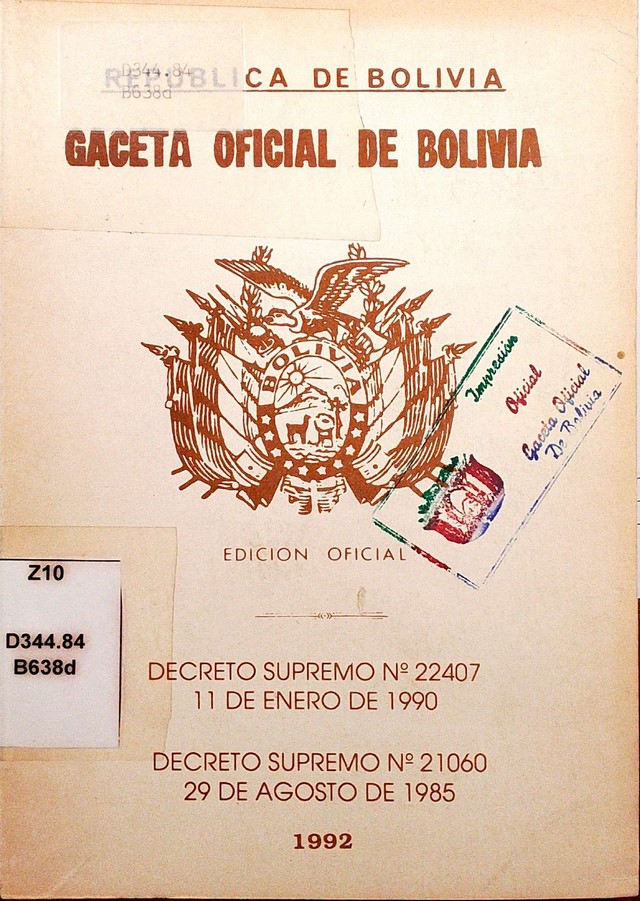 D344.84
B638d
REPUBLICA DE BOLIVIA
GACETA OFICIAL DE BOLIVIA
BOLIVIA
Impresión
Oficial
Gaceta Oficial
De Bolivia
EDICION OFICIAL
Z10
D344.84
B638d
DECRETO SUPREMO Nº 22407
11 DE ENERO DE 1990
DECRETO SUPREMO Nº 21060
29 DE AGOSTO DE 1985
1992